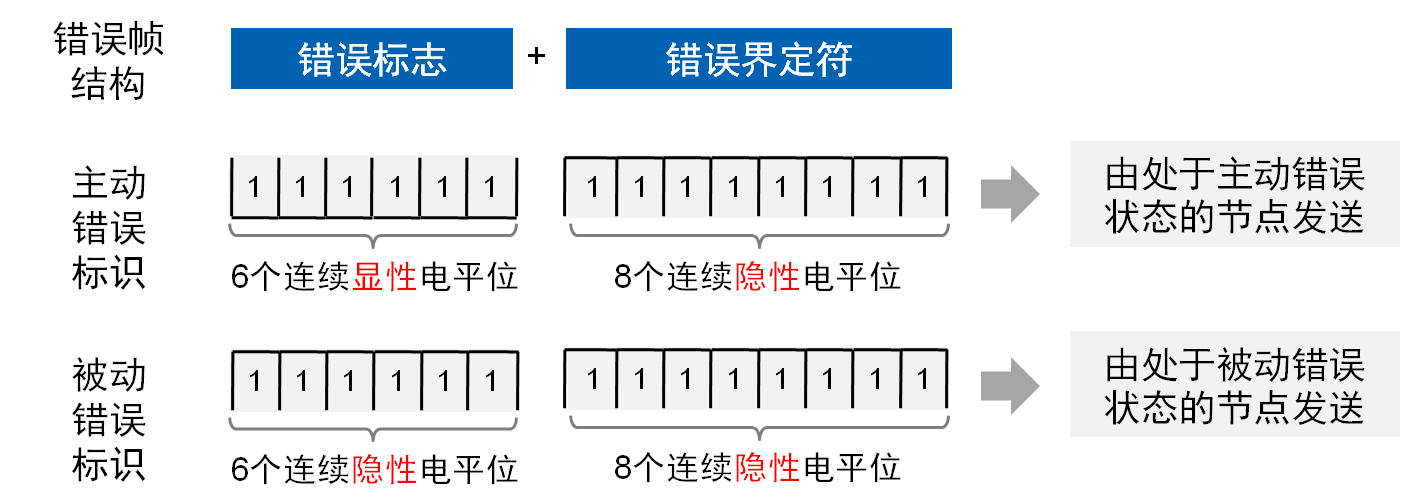 错误帧
结构
错误标志 + 错误界定符
主动
错误
标识
1 1 1 1 1 1
1 1 1 1 1 1 1 1
6个连续显性电平位
8个连续隐性电平位
由处于主动错误
状态的节点发送
被动
错误
标识
1 1 1 1 1 1
1 1 1 1 1 1 1 1
6个连续隐性电平位
8个连续隐性电平位
由处于被动错误
状态的节点发送